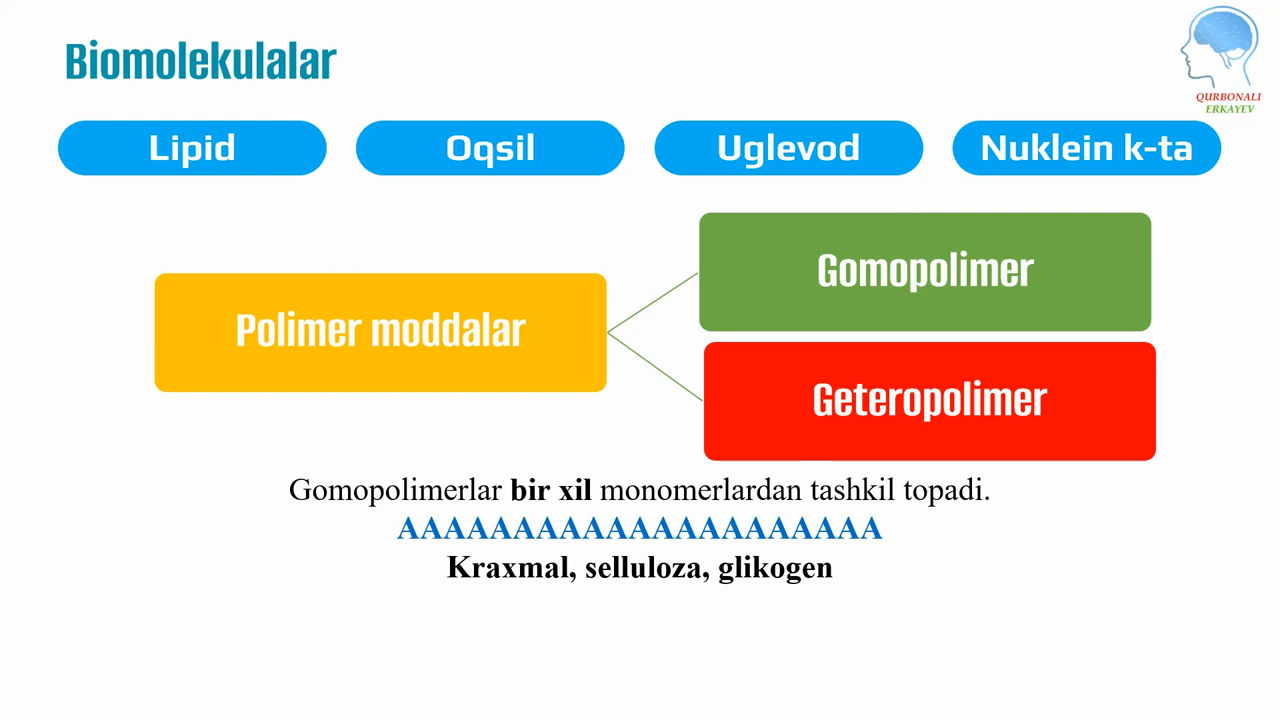 Biomolekulalar
QURBONALI
ERKAYEV
Lipid
Oqsil
Uglevod
Nuklein k-ta
Polimer moddalar
Gomopolimer
Geteropolimer
Gomopolimerlar bir xil monomerlardan tashkil topadi.
AAAAAAAAAAAAAAAAAAAAA
Kraxmal, selluloza, glikogen